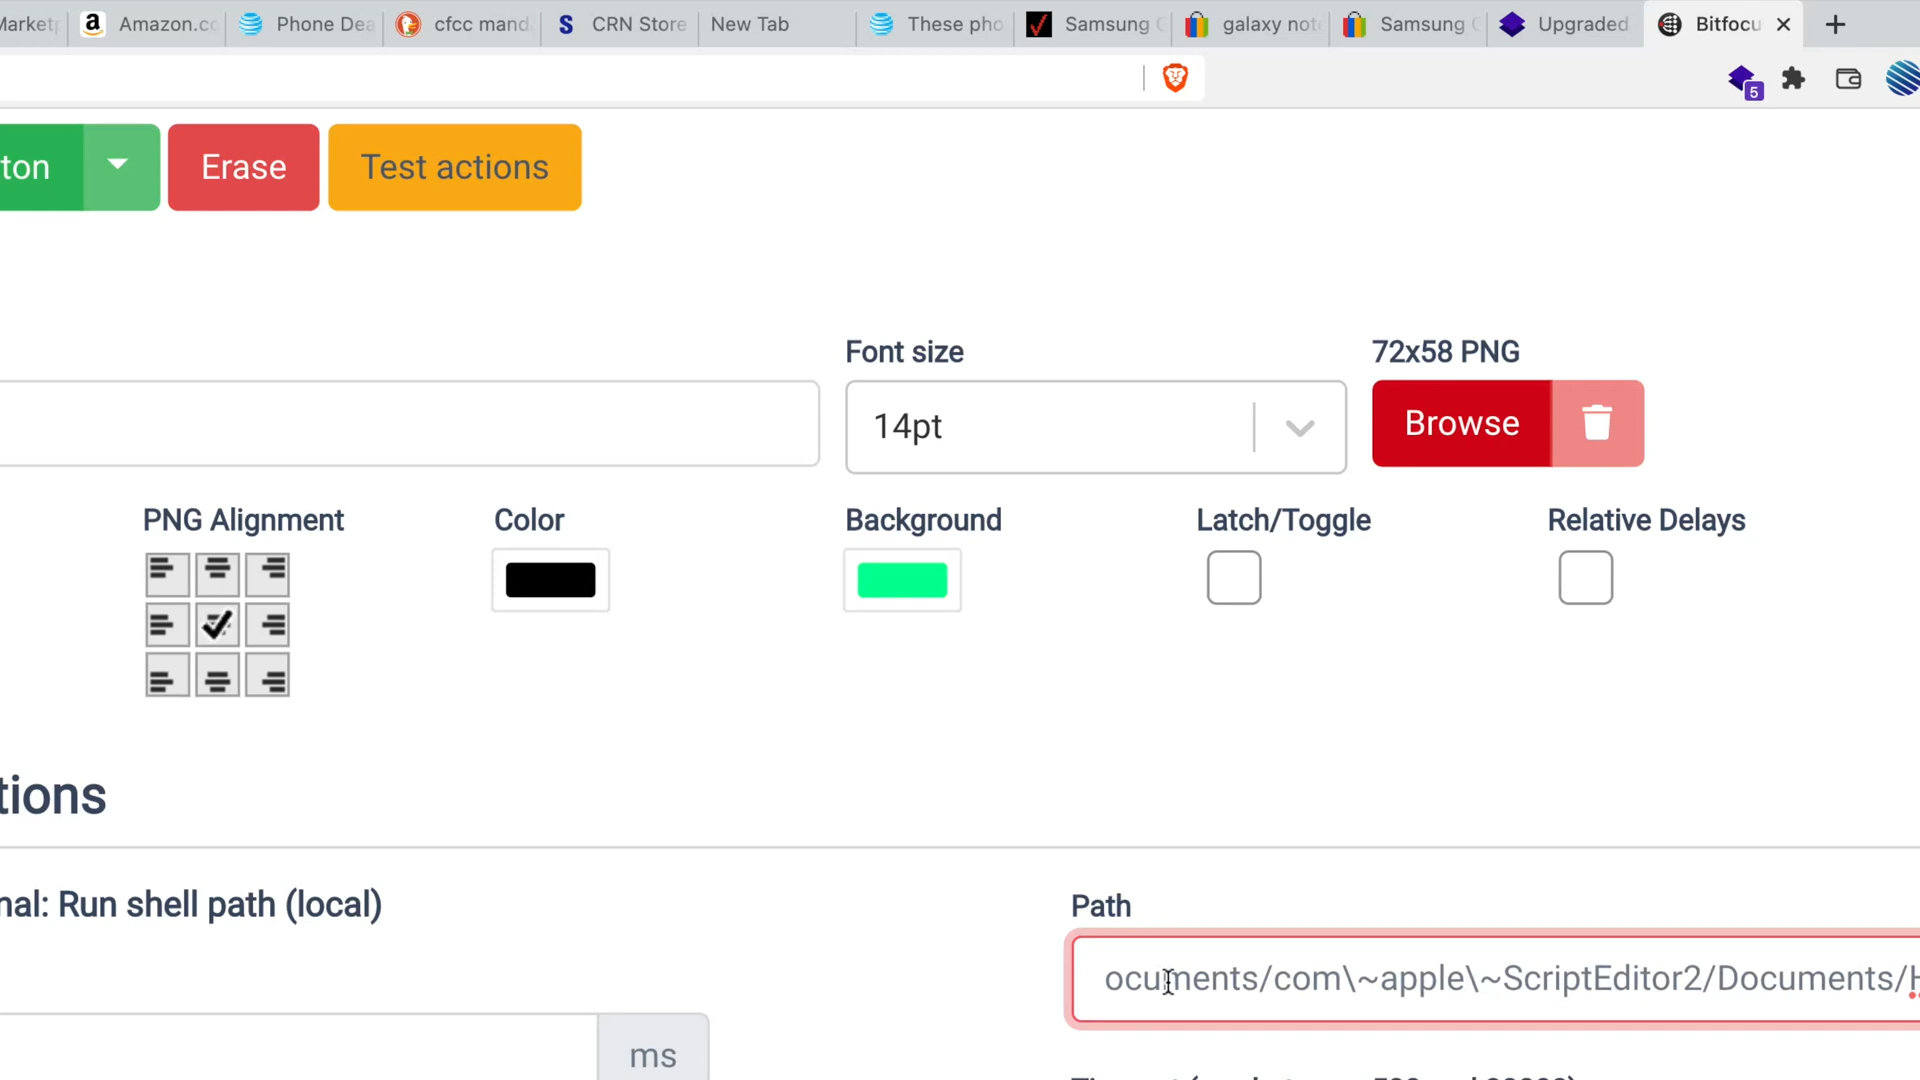 Market
Amazon.cc
Phone Dea
cfcc mand
CRN Store
New Tab
These pho
Samsung
galaxy not
Samsung
Upgraded
Bitfocu
5
ton
Erase
Test actions
Font size
72x58 PNG
14pt
Browse
PNG Alignment
Color
Background
Latch/Toggle
Relative Delays
tions
nal: Run shell path (local)
Path
ocuments/com\~apple\~ScriptEditor2/Documents/H
ms